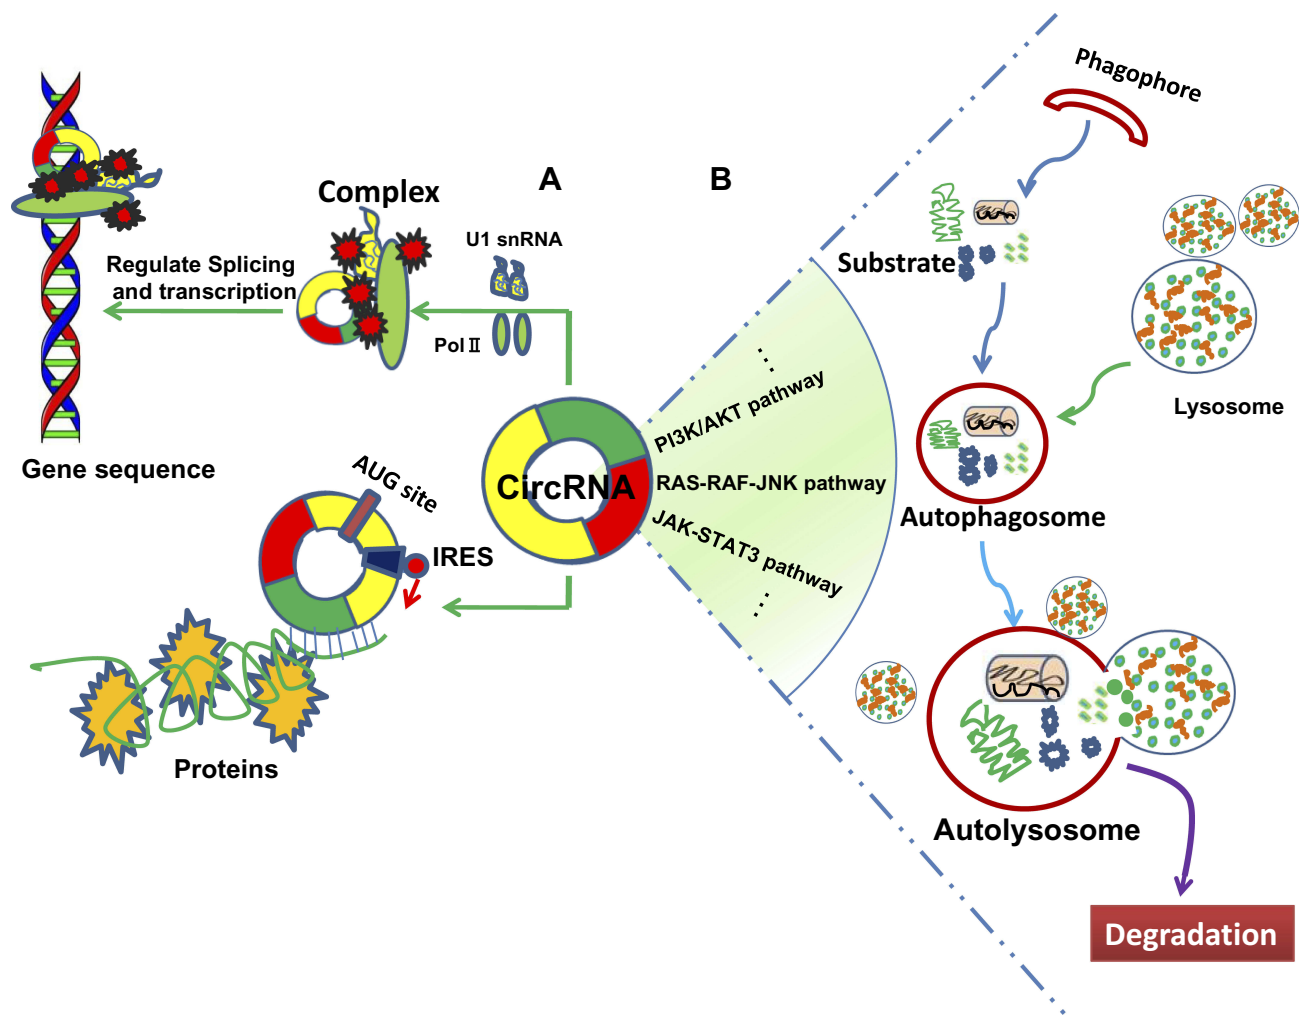 A
B
Phagophore
Complex
U1 snRNA
Regulate Splicing
and transcription
Pol Ⅱ
Substrate
Lysosome
Gene sequence
AUG site
IRES
Proteins
CircRNA
...
PI3K/AKT pathway
RAS-RAF-JNK pathway
JAK-STAT3 pathway
...
Autophagosome
Autolysosome
Degradation